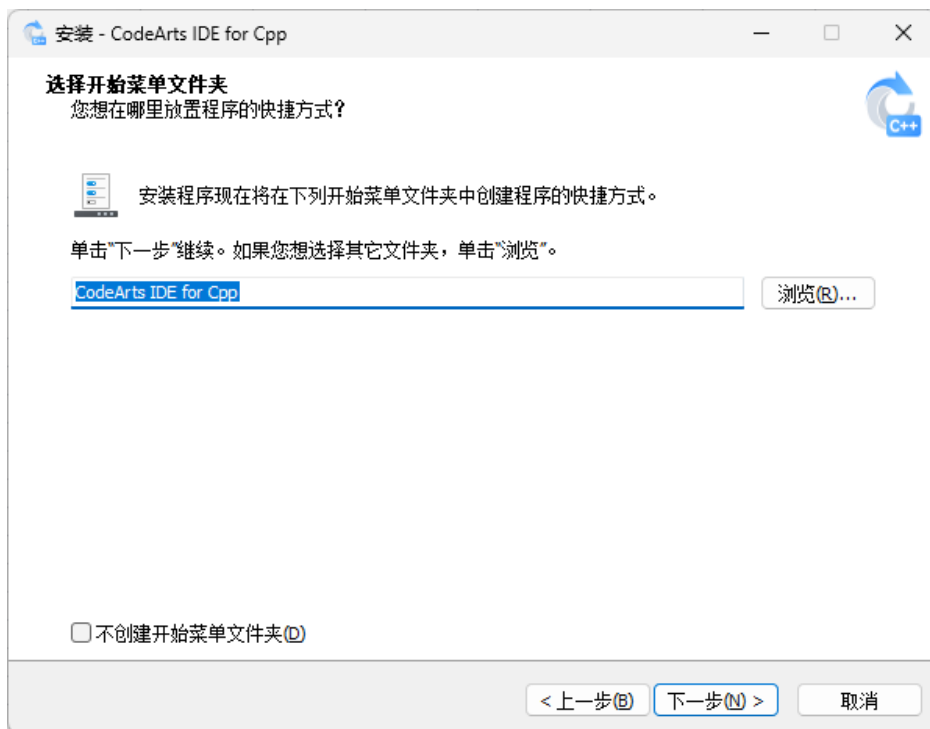 安装 - CodeArts IDE for Cpp
选择开始菜单文件夹
您想在哪里放置程序的快捷方式？
C++
安装程序现在将在下列开始菜单文件夹中创建程序的快捷方式。
单击“下一步”继续。如果您想选择其它文件夹，单击“浏览”。
CodeArts IDE for Cpp
浏览(R)...
不创建开始菜单文件夹(D)
< 上一步(B) 下一步(N) > 取消